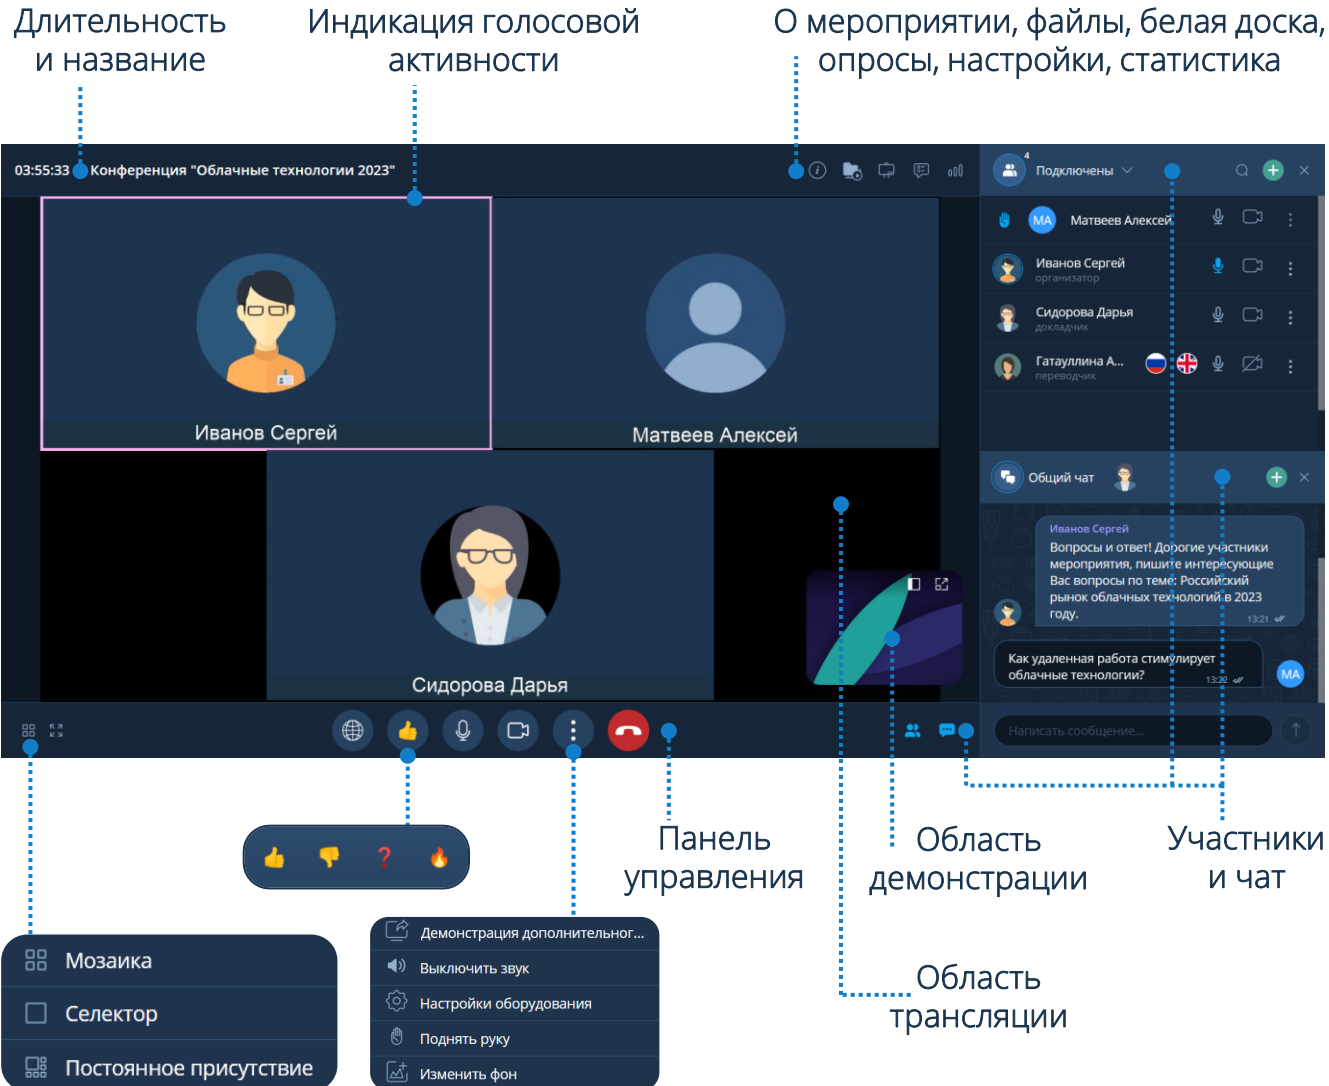 Длительность
и название
Индикация голосовой
активности
О мероприятии, файлы, белая доска,
опросы, настройки, статистика
03:55:33
Конференция "Облачные технологии 2023"
4
Подключены
МА
Матвеев Алексей
Иванов Сергей
организатор
Сидорова Дарья
докладчик
Гатауллина А...
переводчик
Иванов Сергей
Матвеев Алексей
Сидорова Дарья
Общий чат
Иванов Сергей
Вопросы и ответ! Дорогие участники
мероприятия, пишите интересующие
Вас вопросы по теме: Российский
рынок облачных технологий в 2023
году.
13:21
Как удаленная работа стимулирует
облачные технологии?
13:22
МА
Написать сообщение...
Панель
управления
Область
демонстрации
Участники
и чат
Область
трансляции
Мозаика
Селектор
Постоянное присутствие
Демонстрация дополнительног...
Выключить звук
Настройки оборудования
Поднять руку
Изменить фон